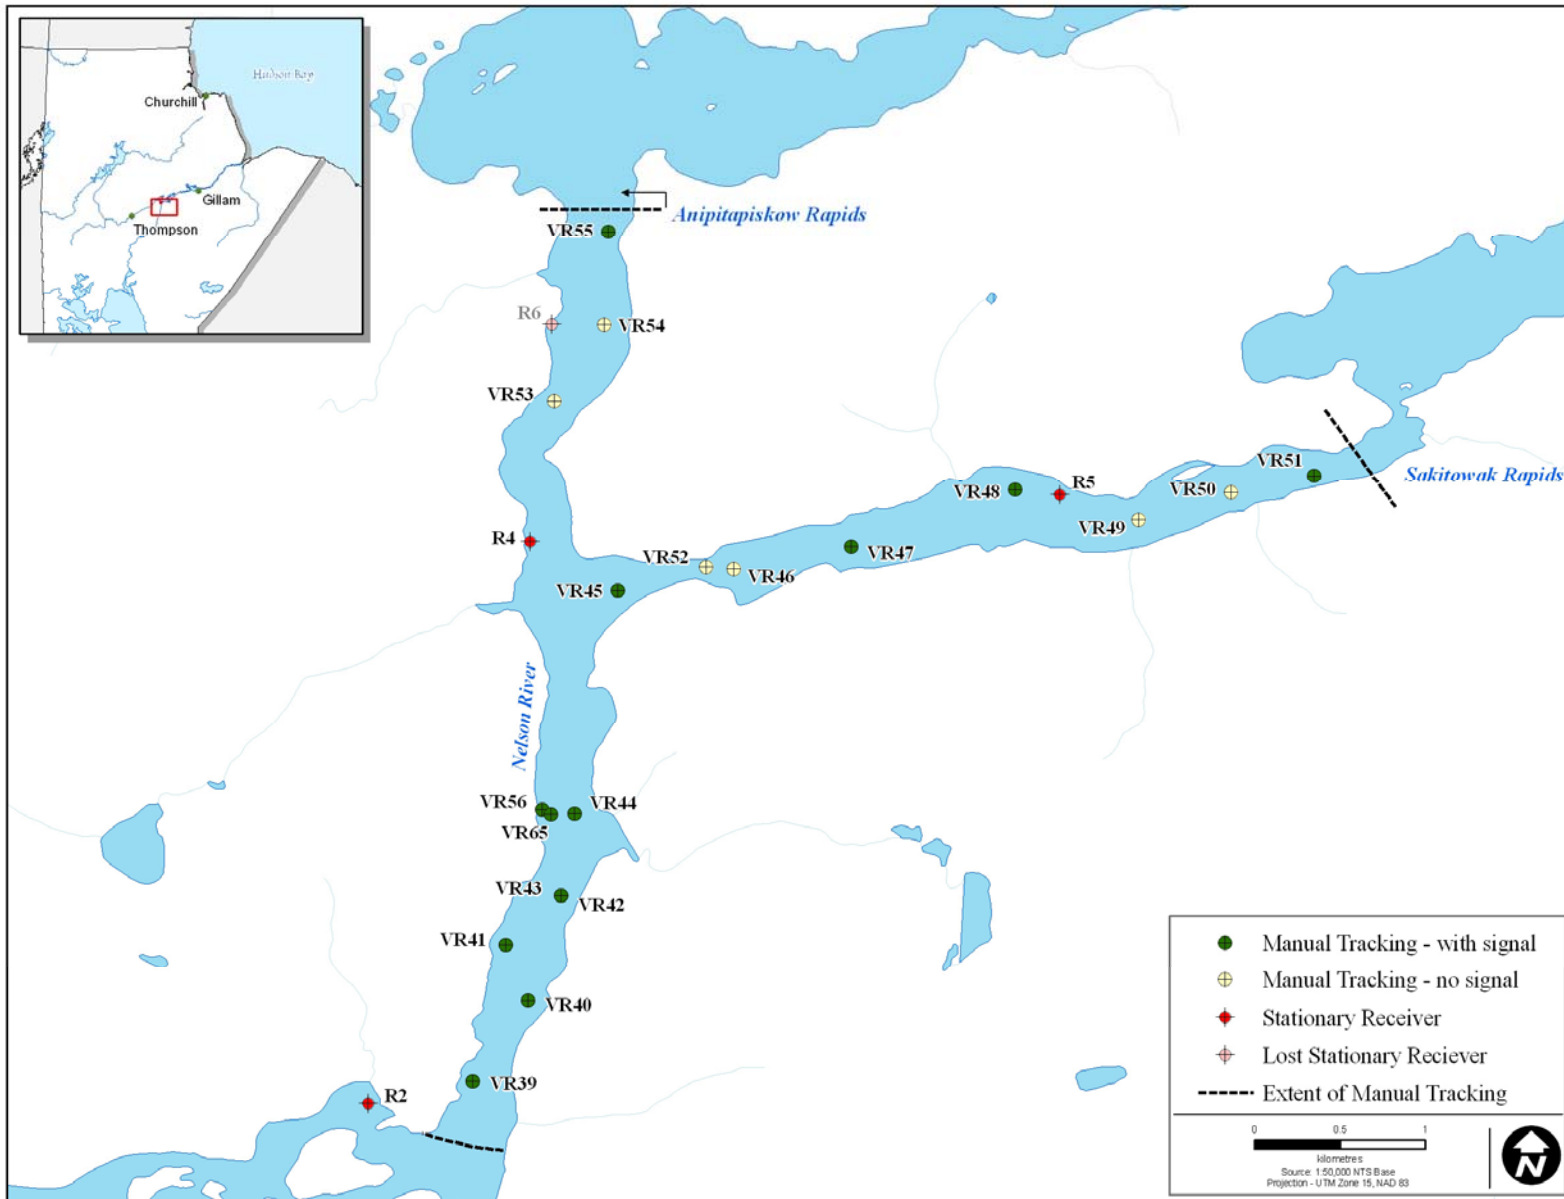 Hudson Bay
Churchill
Gillam
Thompson
Anipitapiskow Rapids
VR55
R6
VR54
VR53
VR51
Sakitowak Rapids
VR48
R5
VR50
VR49
R4
VR52
VR47
VR46
VR45
Nelson River
VR56
VR44
VR65
VR43
VR42
VR41
VR40
VR39
R2
Manual Tracking - with signal
Manual Tracking - no signal
Stationary Receiver
Lost Stationary Reciever
Extent of Manual Tracking
0 0.5 1
kilometres
Source: 1:50,000 NTS Base
Projection - UTM Zone 15, NAD 83
N